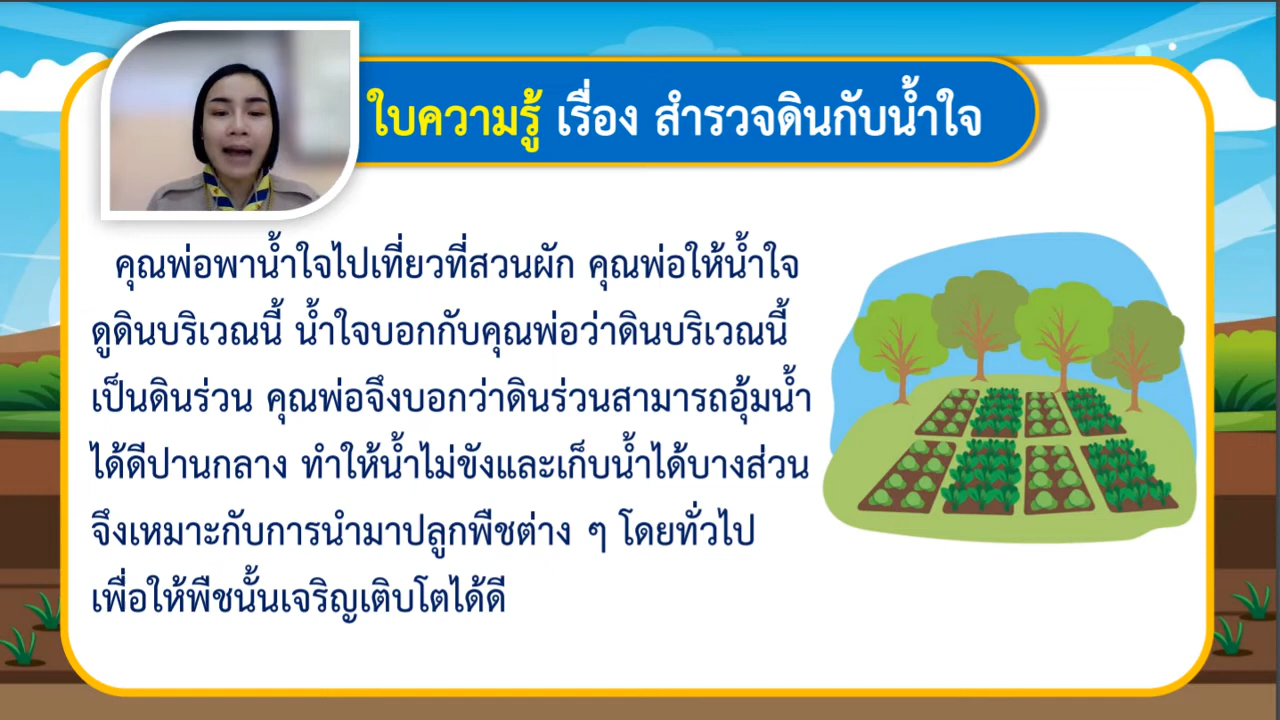 ใบความรู้ เรื่อง สำรวจดินกับน้ำใจ
คุณพ่อพาน้ำใจไปเที่ยวที่สวนผัก คุณพ่อให้น้ำใจ
ดูดินบริเวณนี้ น้ำใจบอกกับคุณพ่อว่าดินบริเวณนี้
เป็นดินร่วน คุณพ่อจึงบอกว่าดินร่วนสามารถอุ้มน้ำ
ได้ดีปานกลาง ทำให้น้ำไม่ขังและเก็บน้ำได้บางส่วน
จึงเหมาะกับการนำมาปลูกพืชต่าง ๆ โดยทั่วไป
เพื่อให้พืชนั้นเจริญเติบโตได้ดี